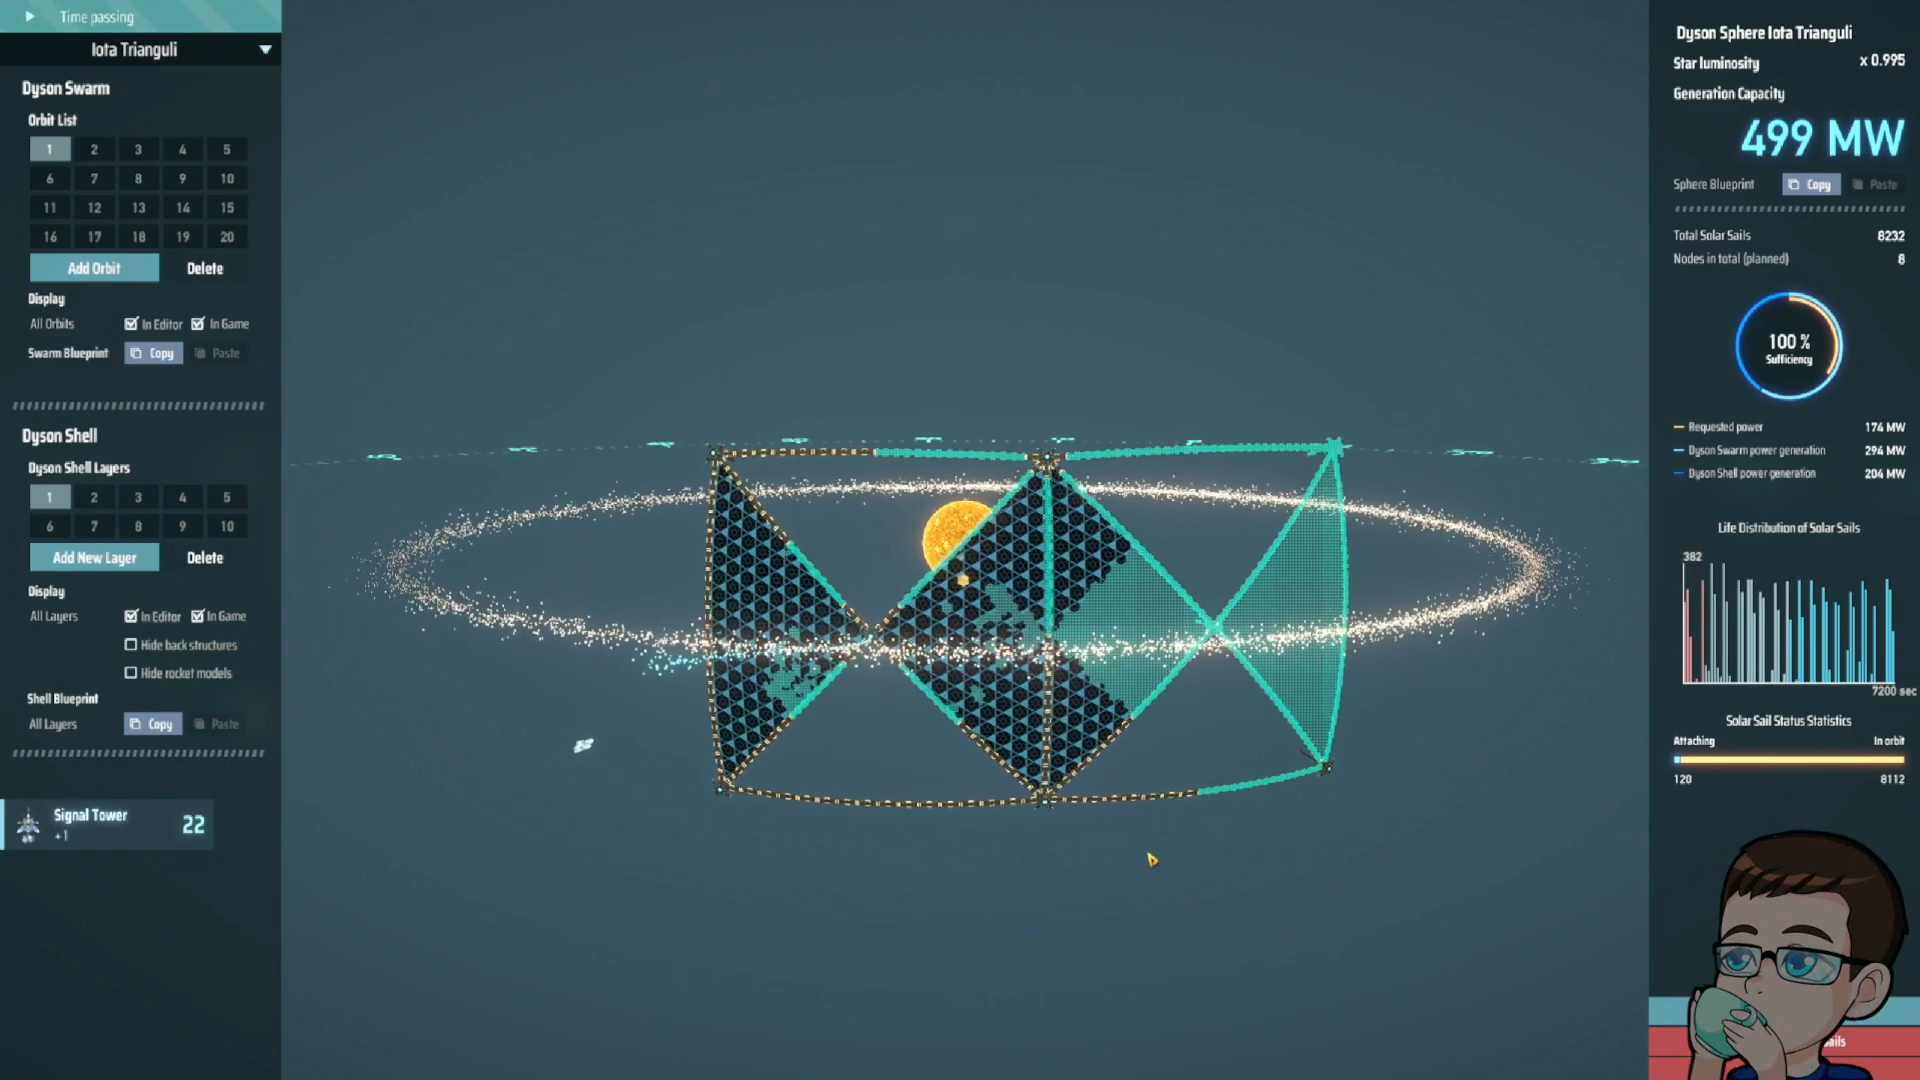 Time passing
Iota Trianguli
Dyson Swarm
Orbit List
1 2 3 4 5
6 7 8 9 10
11 12 13 14 15
16 17 18 19 20
Add Orbit Delete
Display
All Orbits In Editor In Game
Swarm Blueprint Copy Paste
Dyson Shell
Dyson Shell Layers
1 2 3 4 5
6 7 8 9 10
Add New Layer Delete
Display
All Layers In Editor In Game
Hide back structures
Hide rocket models
Shell Blueprint
All Layers Copy Paste
Signal Tower 22
+1
Dyson Sphere Iota Trianguli
Star luminosity x 0.995
Generation Capacity
499 MW
Sphere Blueprint Copy Paste
Total Solar Sails 8232
Nodes in total (planned) 8
100 %
Sufficiency
Requested power 174 MW
Dyson Swarm power generation 294 MW
Dyson Shell power generation 204 MW
Life Distribution of Solar Sails
382
7200 sec
Solar Sail Status Statistics
Attaching In orbit
120 8112